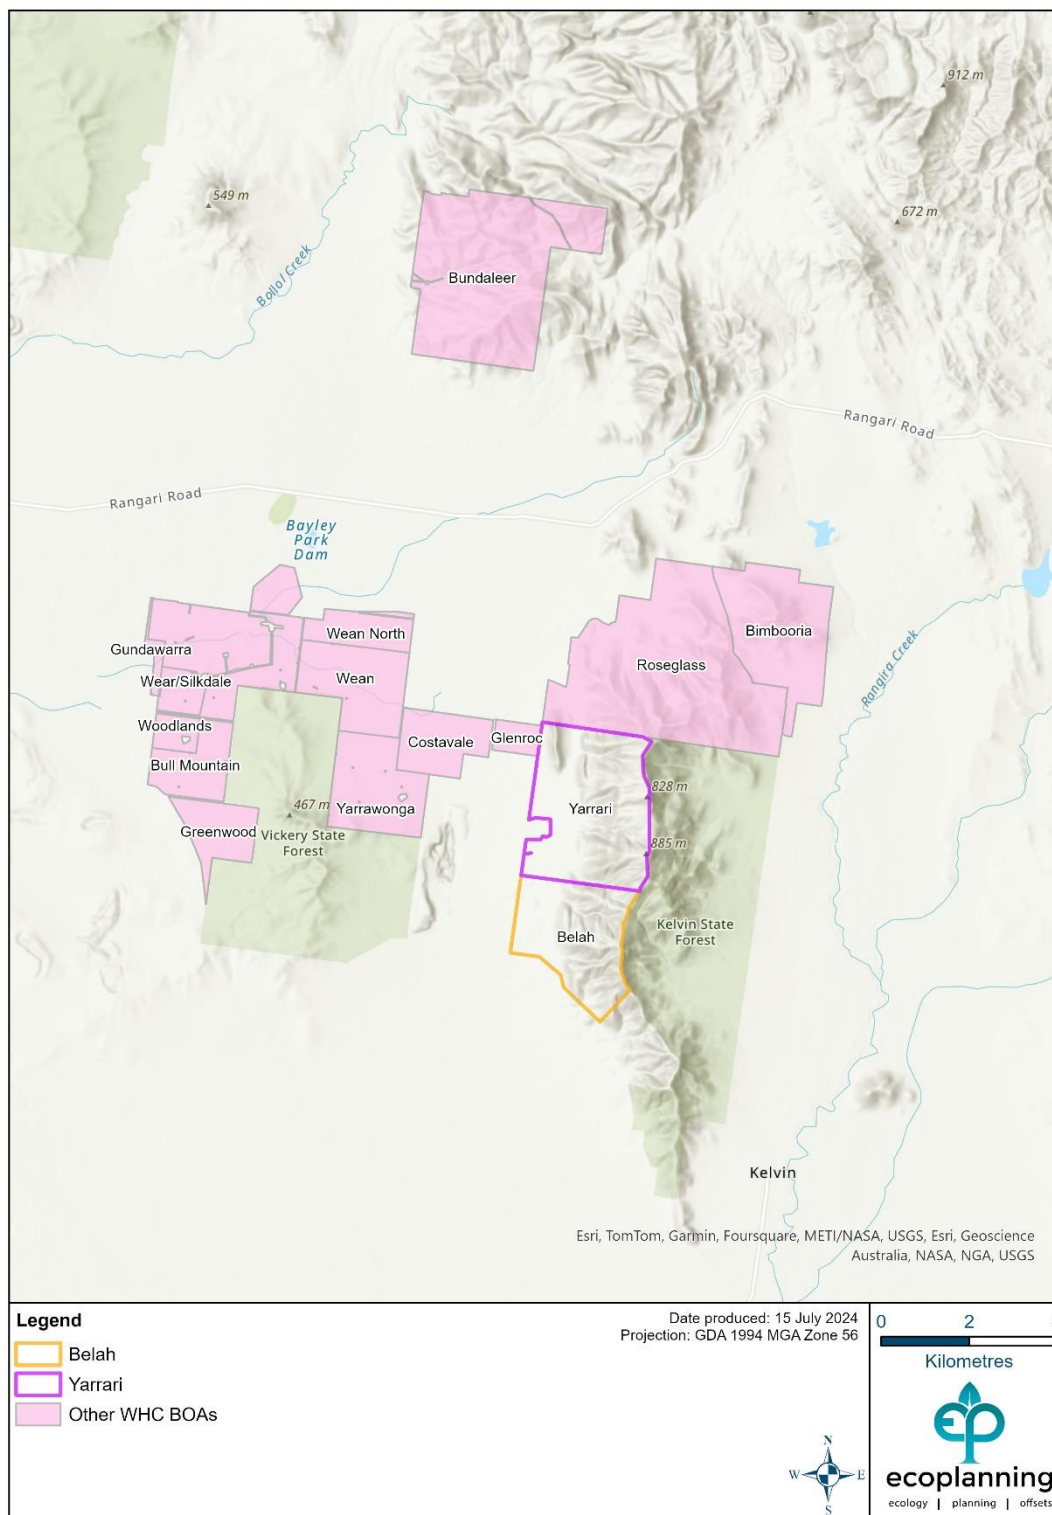 912 m
549 m
672 m
Bollol Creek
Bundaleer
Rangari Road
Rangari Road
Bayley
Park
Dam
Wean North
Gundawarra
Bimbooria
Roseglass
Rangira Creek
Wear/Silkdale
Wean
Woodlands
Costavale
Glenroc
Bull Mountain
828 m
467 m
Yarrawonga
Yarrari
Greenwood
Vickery State
Forest
885 m
Kelvin State
Forest
Belah
Kelvin
Esri, TomTom, Garmin, Foursquare, METI/NASA, USGS, Esri, Geoscience
Australia, NASA, NGA, USGS
Legend
Belah
Yarrari
Other WHC BOAs
Date produced: 15 July 2024
Projection: GDA 1994 MGA Zone 56
0 2
Kilometres
N
W E
S
ep
ecoplanning
ecology | planning | offsets